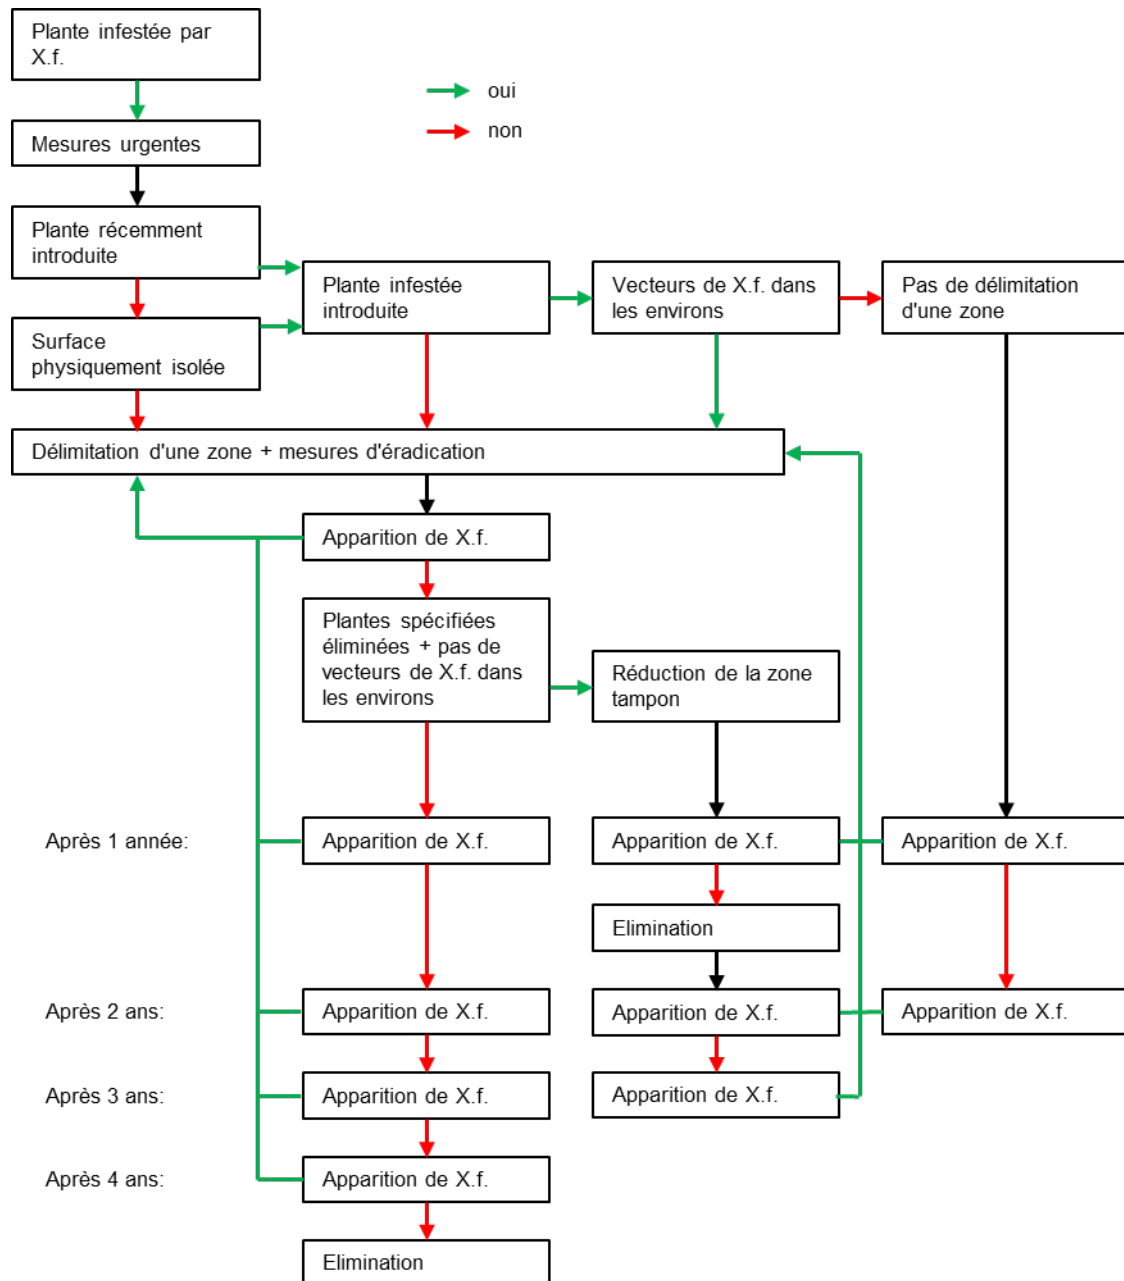 Plante infestée par
X.f.
oui
non
Mesures urgentes
Plante récemment
introduite
Plante infestée
introduite
Vecteurs de X.f. dans
les environs
Pas de délimitation
d'une zone
Surface
physiquement isolée
Délimitation d'une zone + mesures d'éradication
Apparition de X.f.
Plantes spécifiées
éliminées + pas de
vecteurs de X.f. dans
les environs
Réduction de la zone
tampon
Après 1 année:
Apparition de X.f.
Apparition de X.f.
Apparition de X.f.
Elimination
Après 2 ans:
Apparition de X.f.
Apparition de X.f.
Apparition de X.f.
Après 3 ans:
Apparition de X.f.
Apparition de X.f.
Après 4 ans:
Apparition de X.f.
Elimination